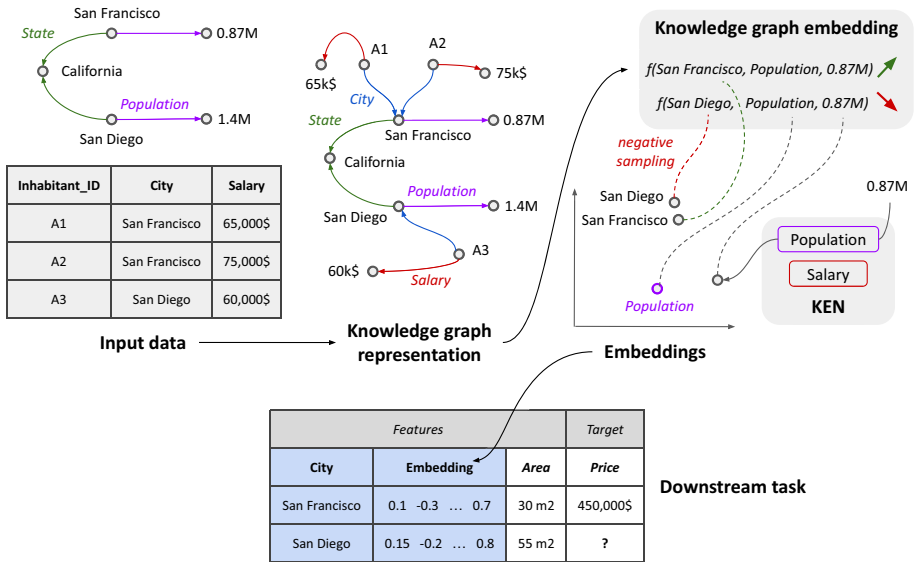 San Francisco
State
0.87M
California
Population
1.4M
San Diego
Inhabitant_ID City Salary
A1 San Francisco 65,000$
A2 San Francisco 75,000$
A3 San Diego 60,000$
Input data
A1
A2
65k$
75k$
City
State
San Francisco
0.87M
California
Population
San Diego
1.4M
A3
60k$
Salary
Knowledge graph
representation
Knowledge graph embedding
f(San Francisco, Population, 0.87M)
f(San Diego, Population, 0.87M)
negative
sampling
San Diego
San Francisco
0.87M
Population
Salary
KEN
Population
Embeddings
Features Target
City Embedding Area Price
San Francisco 0.1 -0.3 … 0.7 30 m2 450,000$
San Diego 0.15 -0.2 … 0.8 55 m2 ?
Downstream task